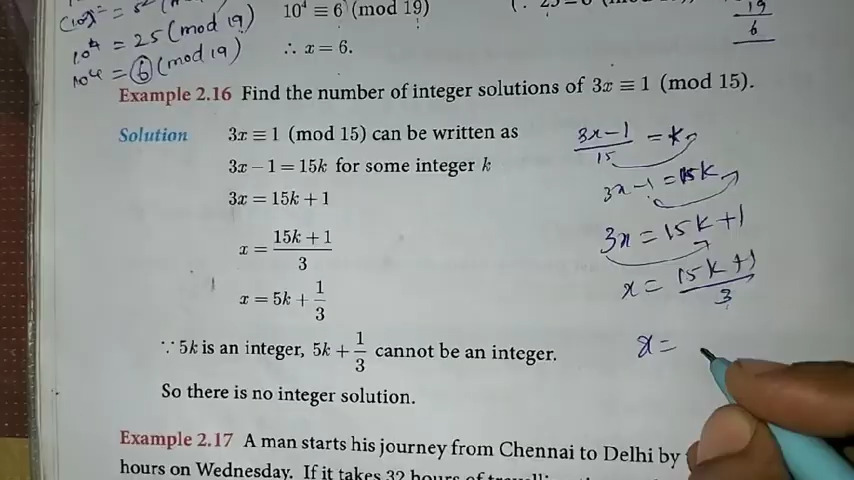 10⁴ ≡ 6 (mod 19)
10⁴ = 25 (mod 19)
∴ x = 6.
10⁴ = 6 (mod 19)
19
6
Example 2.16 Find the number of integer solutions of 3x ≡ 1 (mod 15).
Solution 3x ≡ 1 (mod 15) can be written as
3x − 1 = 15k for some integer k
3x = 15k + 1
x = (15k + 1)/3
x = 5k + 1/3
∵ 5k is an integer, 5k + 1/3 cannot be an integer.
So there is no integer solution.
(3x − 1)/15 = k
3x − 1 = 15k
3x = 15k + 1
x = (15k + 1)/3
x =
Example 2.17 A man starts his journey from Chennai to Delhi by
hours on Wednesday. If it takes 32 hours of